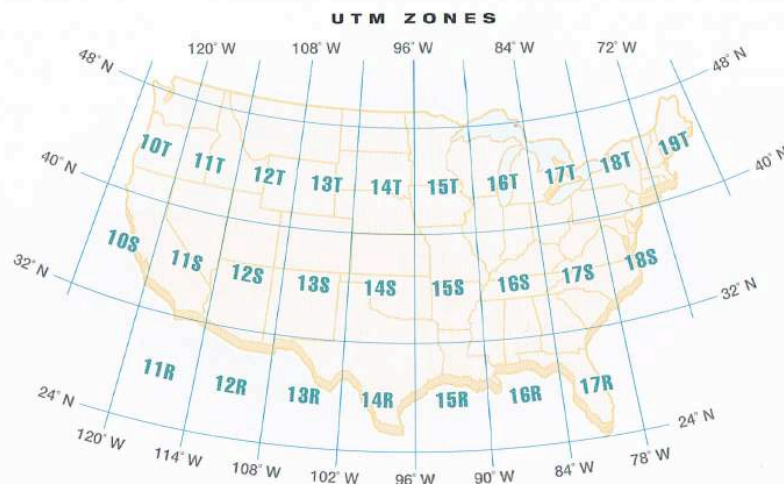 UTM ZONES
120° W 108° W 96° W 84° W 72° W
48° N 48° N
10T 11T 12T 13T 14T 15T 16T 17T 18T 19T
40° N 40° N
10S 11S 12S 13S 14S 15S 16S 17S 18S
32° N 32° N
11R 12R 13R 14R 15R 16R 17R
24° N 24° N
120° W 114° W 108° W 102° W 96° W 90° W 84° W 78° W